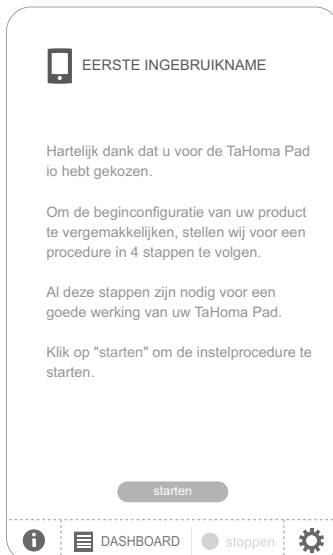 EERSTE INGEBRUIKNAME
Hartelijk dank dat u voor de TaHoma Pad
io hebt gekozen.
Om de beginconfiguratie van uw product
te vergemakkelijken, stellen wij voor een
procedure in 4 stappen te volgen.
Al deze stappen zijn nodig voor een
goede werking van uw TaHoma Pad.
Klik op "starten" om de instelprocedure te
starten.
starten
DASHBOARD stoppen